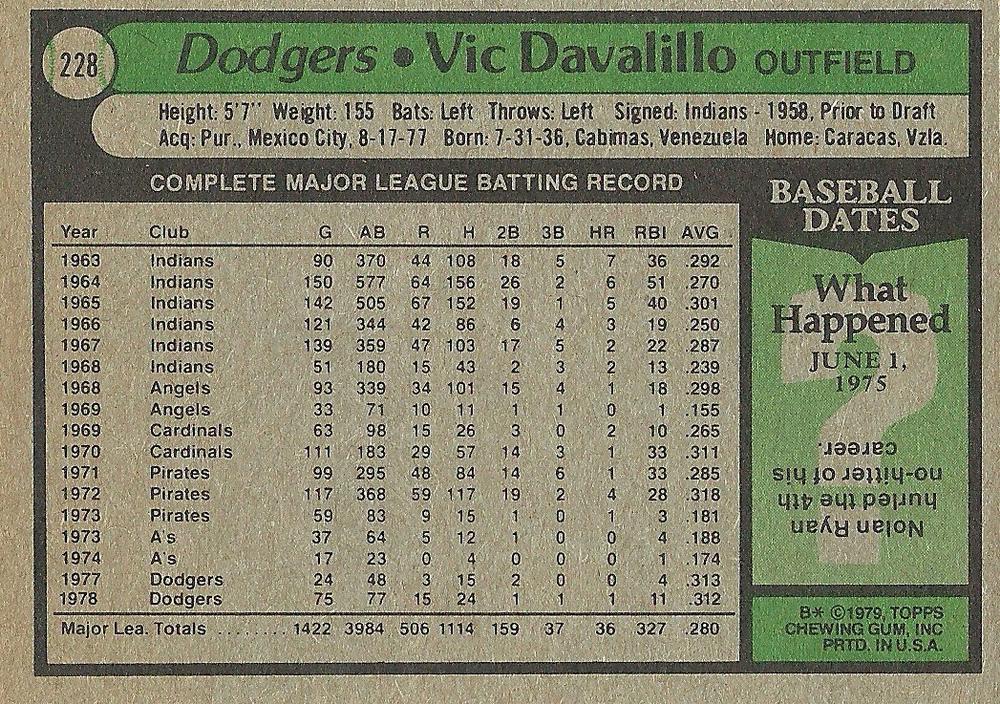 228
Dodgers • Vic Davalillo OUTFIELD
Height: 5'7" Weight: 155 Bats: Left Throws: Left Signed: Indians - 1958, Prior to Draft
Acq: Pur., Mexico City, 8-17-77 Born: 7-31-36, Cabimas, Venezuela Home: Caracas, Vzla.
COMPLETE MAJOR LEAGUE BATTING RECORD
Year Club G AB R H 2B 3B HR RBI AVG
1963 Indians 90 370 44 108 18 5 7 36 .292
1964 Indians 150 577 64 156 26 2 6 51 .270
1965 Indians 142 505 67 152 19 1 5 40 .301
1966 Indians 121 344 42 86 6 4 3 19 .250
1967 Indians 139 359 47 103 17 5 2 22 .287
1968 Indians 51 180 15 43 2 3 2 13 .239
1968 Angels 93 339 34 101 15 4 1 18 .298
1969 Angels 33 71 10 11 1 1 0 1 .155
1969 Cardinals 63 98 15 26 3 0 2 10 .265
1970 Cardinals 111 183 29 57 14 3 1 33 .311
1971 Pirates 99 295 48 84 14 6 1 33 .285
1972 Pirates 117 368 59 117 19 2 4 28 .318
1973 Pirates 59 83 9 15 1 0 1 3 .181
1973 A's 37 64 5 12 1 0 0 4 .188
1974 A's 17 23 0 4 0 0 0 1 .174
1977 Dodgers 24 48 3 15 2 0 0 4 .313
1978 Dodgers 75 77 15 24 1 1 1 11 .312
Major Lea. Totals ........ 1422 3984 506 1114 159 37 36 327 .280
BASEBALL
DATES
What
Happened
JUNE 1,
1975
?
Nolan Ryan
hurled the 4th
no-hitter of his
career.
B* ©1979, TOPPS
CHEWING GUM, INC
PRTD. IN U.S.A.